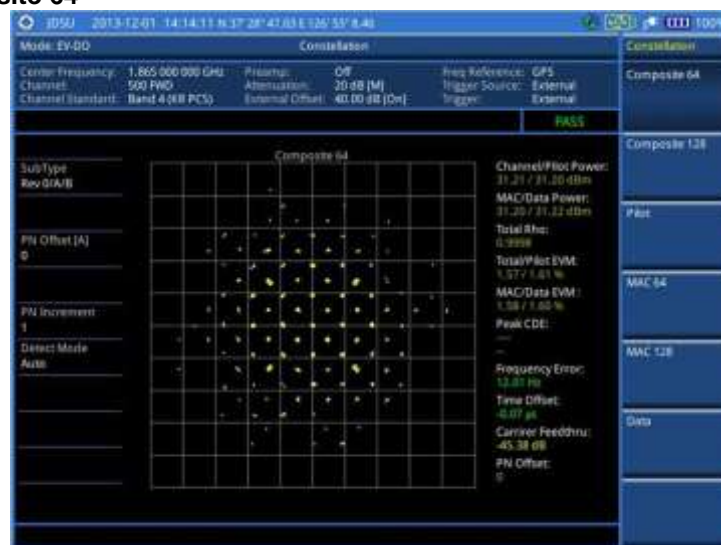 JDSU 2013-12-01 14:14:11 N 37° 28' 47.03 E 126° 55' 8.40 100%
Mode: EV-DO Constellation Constellation
Center Frequency: 1.865 000 000 GHz Preamp: Off Freq Reference: GPS
Channel: 500 FWD Attenuation: 20 dB [M] Trigger Source: External
Channel Standard: Band 4 (KR PCS) External Offset: 40.00 dB [On] Trigger: External
PASS
Composite 64
SubType
Rev 0/A/B
PN Offset [A]
0
PN Increment
1
Detect Mode
Auto
Channel/Pilot Power:
31.21 / 31.20 dBm
MAC/Data Power:
31.20 / 31.22 dBm
Total Rho:
0.9998
Total/Pilot EVM:
1.57 / 1.61 %
MAC/Data EVM :
1.58 / 1.60 %
Peak CDE:
---
--
Frequency Error:
12.01 Hz
Time Offset:
-0.07 µs
Carrirer Feedthru:
-45.38 dB
PN Offset:
0
Composite 64
Composite 128
Pilot
MAC 64
MAC 128
Data